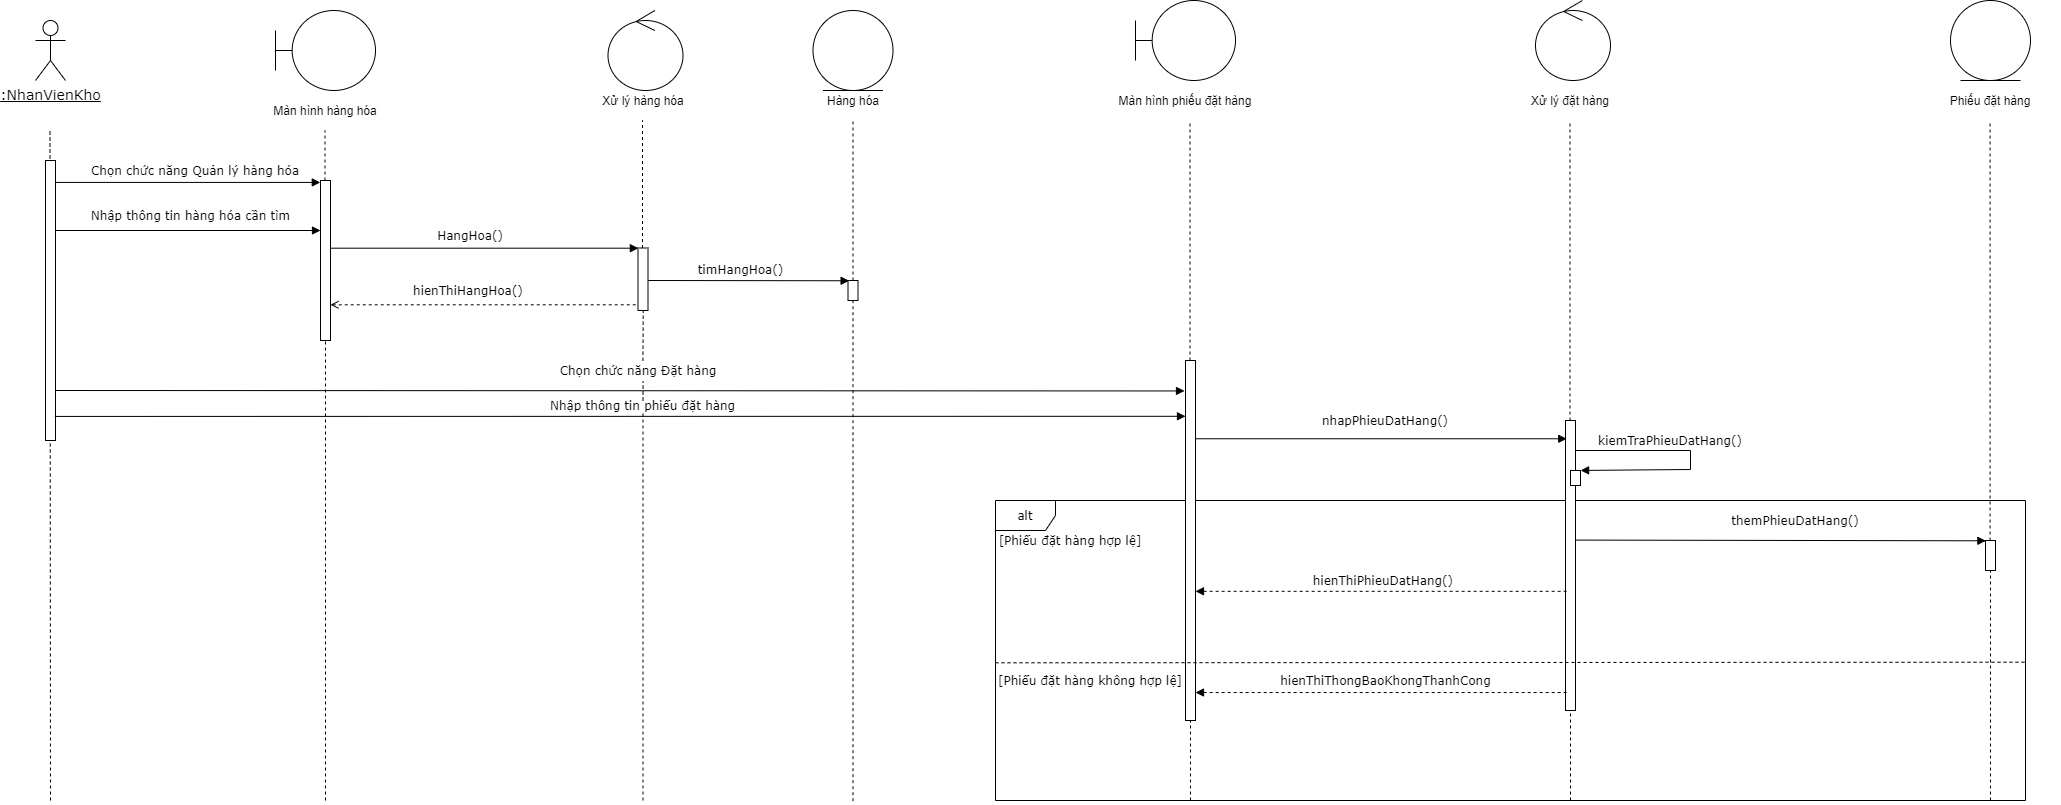 :NhanVienKho
Màn hình hàng hóa
Xử lý hàng hóa
Hàng hóa
Màn hình phiếu đặt hàng
Xử lý đặt hàng
Phiếu đặt hàng
Chọn chức năng Quản lý hàng hóa
Nhập thông tin hàng hóa cần tìm
HangHoa()
timHangHoa()
hienThiHangHoa()
Chọn chức năng Đặt hàng
Nhập thông tin phiếu đặt hàng
nhapPhieuDatHang()
kiemTraPhieuDatHang()
alt
[Phiếu đặt hàng hợp lệ]
themPhieuDatHang()
hienThiPhieuDatHang()
[Phiếu đặt hàng không hợp lệ]
hienThiThongBaoKhongThanhCong